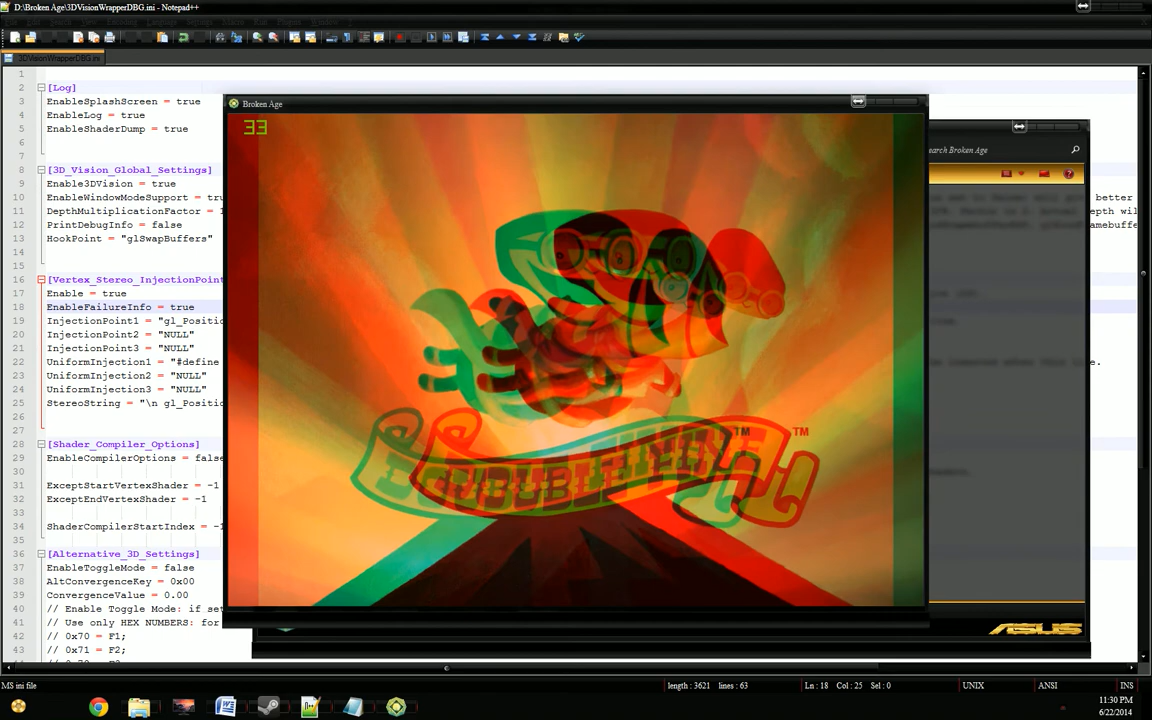 D:\Broken Age\3DVisionWrapperDBG.ini - Notepad++
3DVisionWrapperDBG.ini
1
2 [Log]
3 EnableSplashScreen = true
4 EnableLog = true
5 EnableShaderDump = true
6
7
8 [3D_Vision_Global_Settings]
9 Enable3DVision = true
10 EnableWindowModeSupport = tru
11 DepthMultiplicationFactor = 1
12 PrintDebugInfo = false
13 HookPoint = "glSwapBuffers"
14
15
16 [Vertex_Stereo_InjectionPoint
17 Enable = true
18 EnableFailureInfo = true
19 InjectionPoint1 = "gl_Positio
20 InjectionPoint2 = "NULL"
21 InjectionPoint3 = "NULL"
22 UniformInjection1 = "#define
23 UniformInjection2 = "NULL"
24 UniformInjection3 = "NULL"
25 StereoString = "\n gl_Positio
26
27
28 [Shader_Compiler_Options]
29 EnableCompilerOptions = false
30
31 ExceptStartVertexShader = -1
32 ExceptEndVertexShader = -1
33
34 ShaderCompilerStartIndex = -1
35
36 [Alternative_3D_Settings]
37 EnableToggleMode = false
38 AltConvergenceKey = 0x00
39 ConvergenceValue = 0.00
40 // Enable Toggle Mode: if set
41 // Use only HEX NUMBERS: for
42 // 0x70 = F1;
43 // 0x71 = F2;
44
Broken Age
33
DOUBLE FINE
TM
TM
earch Broken Age
better
epth wil
amebuffe
ASUS
MS ini file
length : 3621 lines : 63
Ln : 18 Col : 25 Sel : 0
UNIX
ANSI
INS
11:30 PM
6/22/2014